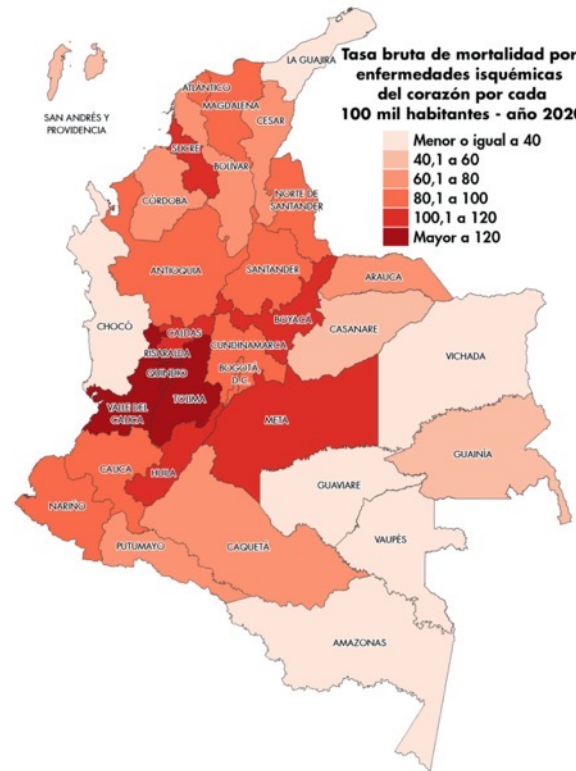 Tasa bruta de mortalidad por
enfermedades isquémicas
del corazón por cada
100 mil habitantes - año 2020
Menor o igual a 40
40,1 a 60
60,1 a 80
80,1 a 100
100,1 a 120
Mayor a 120
LA GUAJIRA
SAN ANDRÉS Y
PROVIDENCIA
ATLÁNTICO
MAGDALENA
CESAR
SUCRE
BOLÍVAR
CÓRDOBA
NORTE DE
SANTANDER
ANTIOQUIA
SANTANDER
ARAUCA
CHOCÓ
BOYACÁ
CASANARE
CALDAS
RISARALDA
CUNDINAMARCA
VICHADA
QUINDÍO
BOGOTÁ
D.C.
TOLIMA
VALLE DEL
CAUCA
META
GUAINÍA
CAUCA
HUILA
GUAVIARE
NARIÑO
VAUPÉS
PUTUMAYO
CAQUETÁ
AMAZONAS